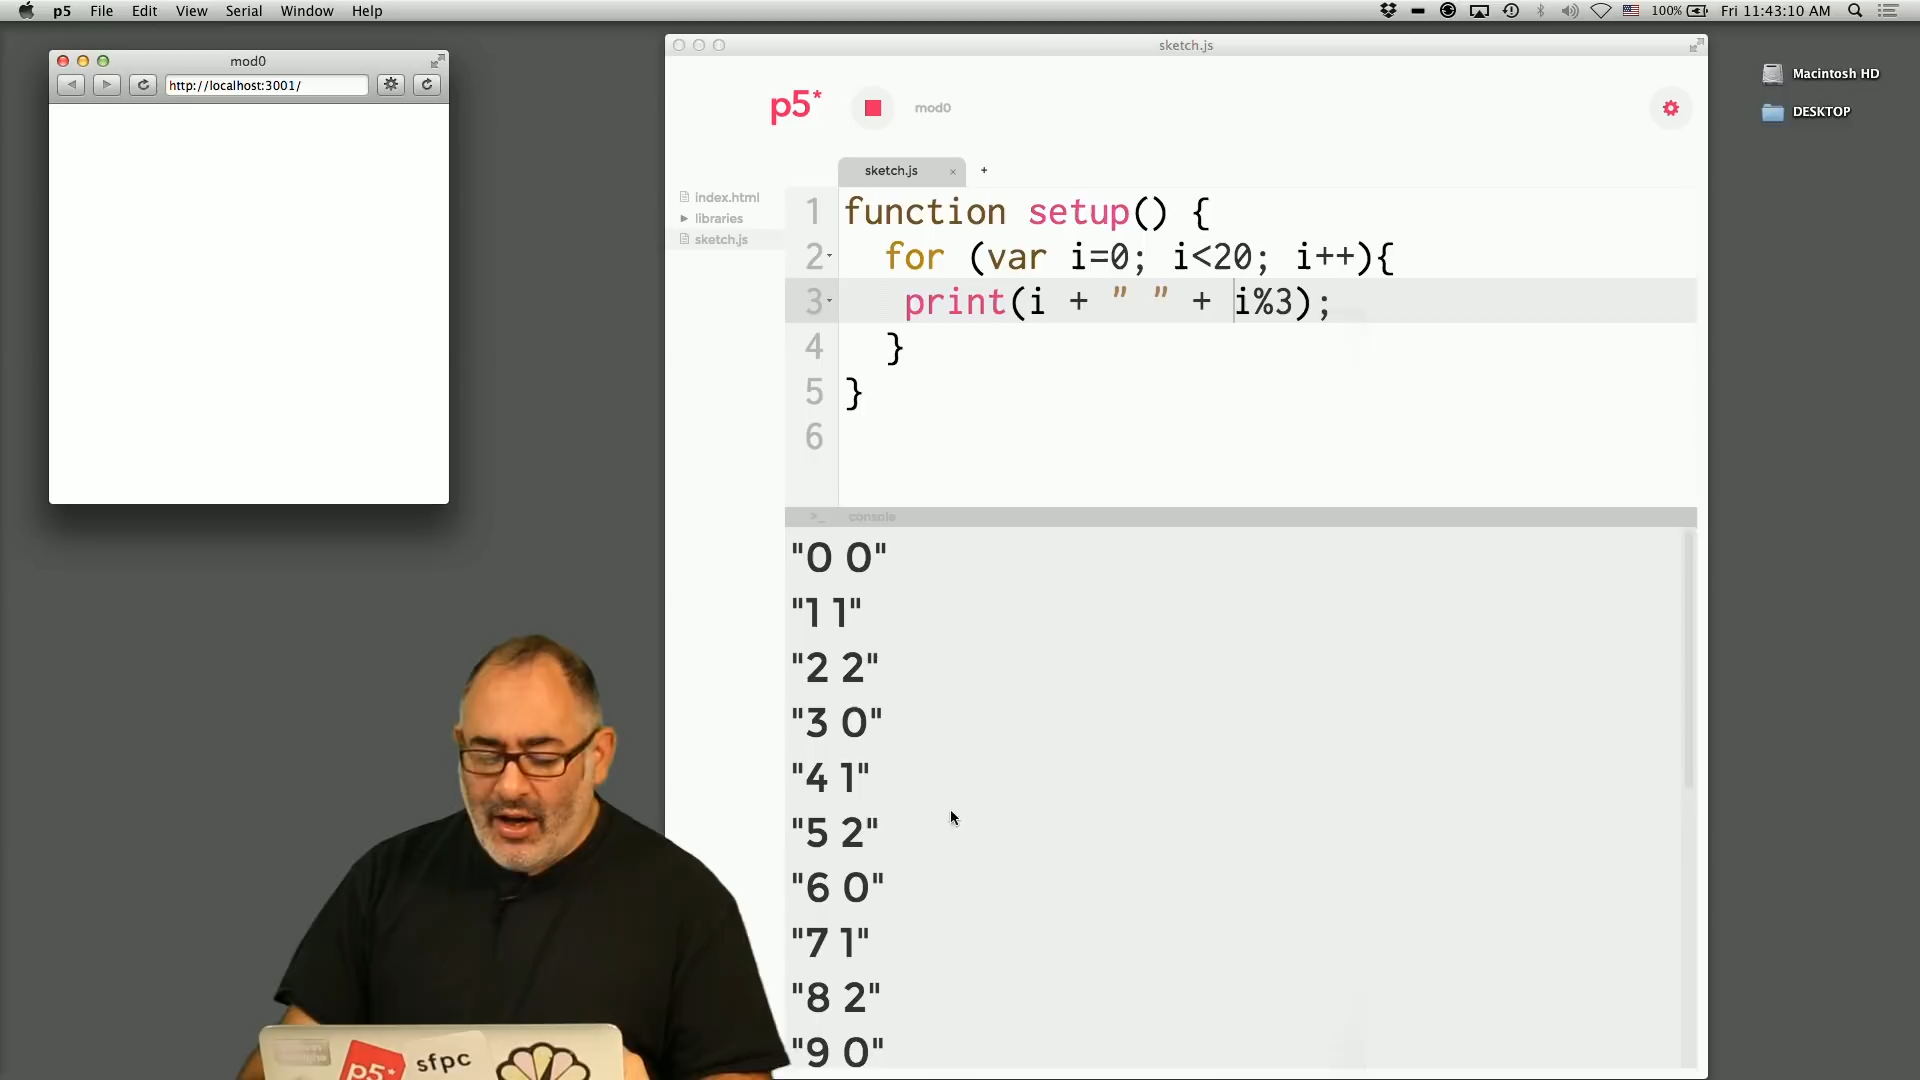 p5 File Edit View Serial Window Help 100% Fri 11:43:10 AM
mod0
http://localhost:3001/
sketch.js
p5* mod0
sketch.js × +
index.html
libraries
sketch.js
1 function setup() {
2 for (var i=0; i<20; i++){
3 print(i + " " + i%3);
4 }
5 }
6
>_ console
"0 0"
"1 1"
"2 2"
"3 0"
"4 1"
"5 2"
"6 0"
"7 1"
"8 2"
"9 0"
Macintosh HD
DESKTOP
p5*
sfpc